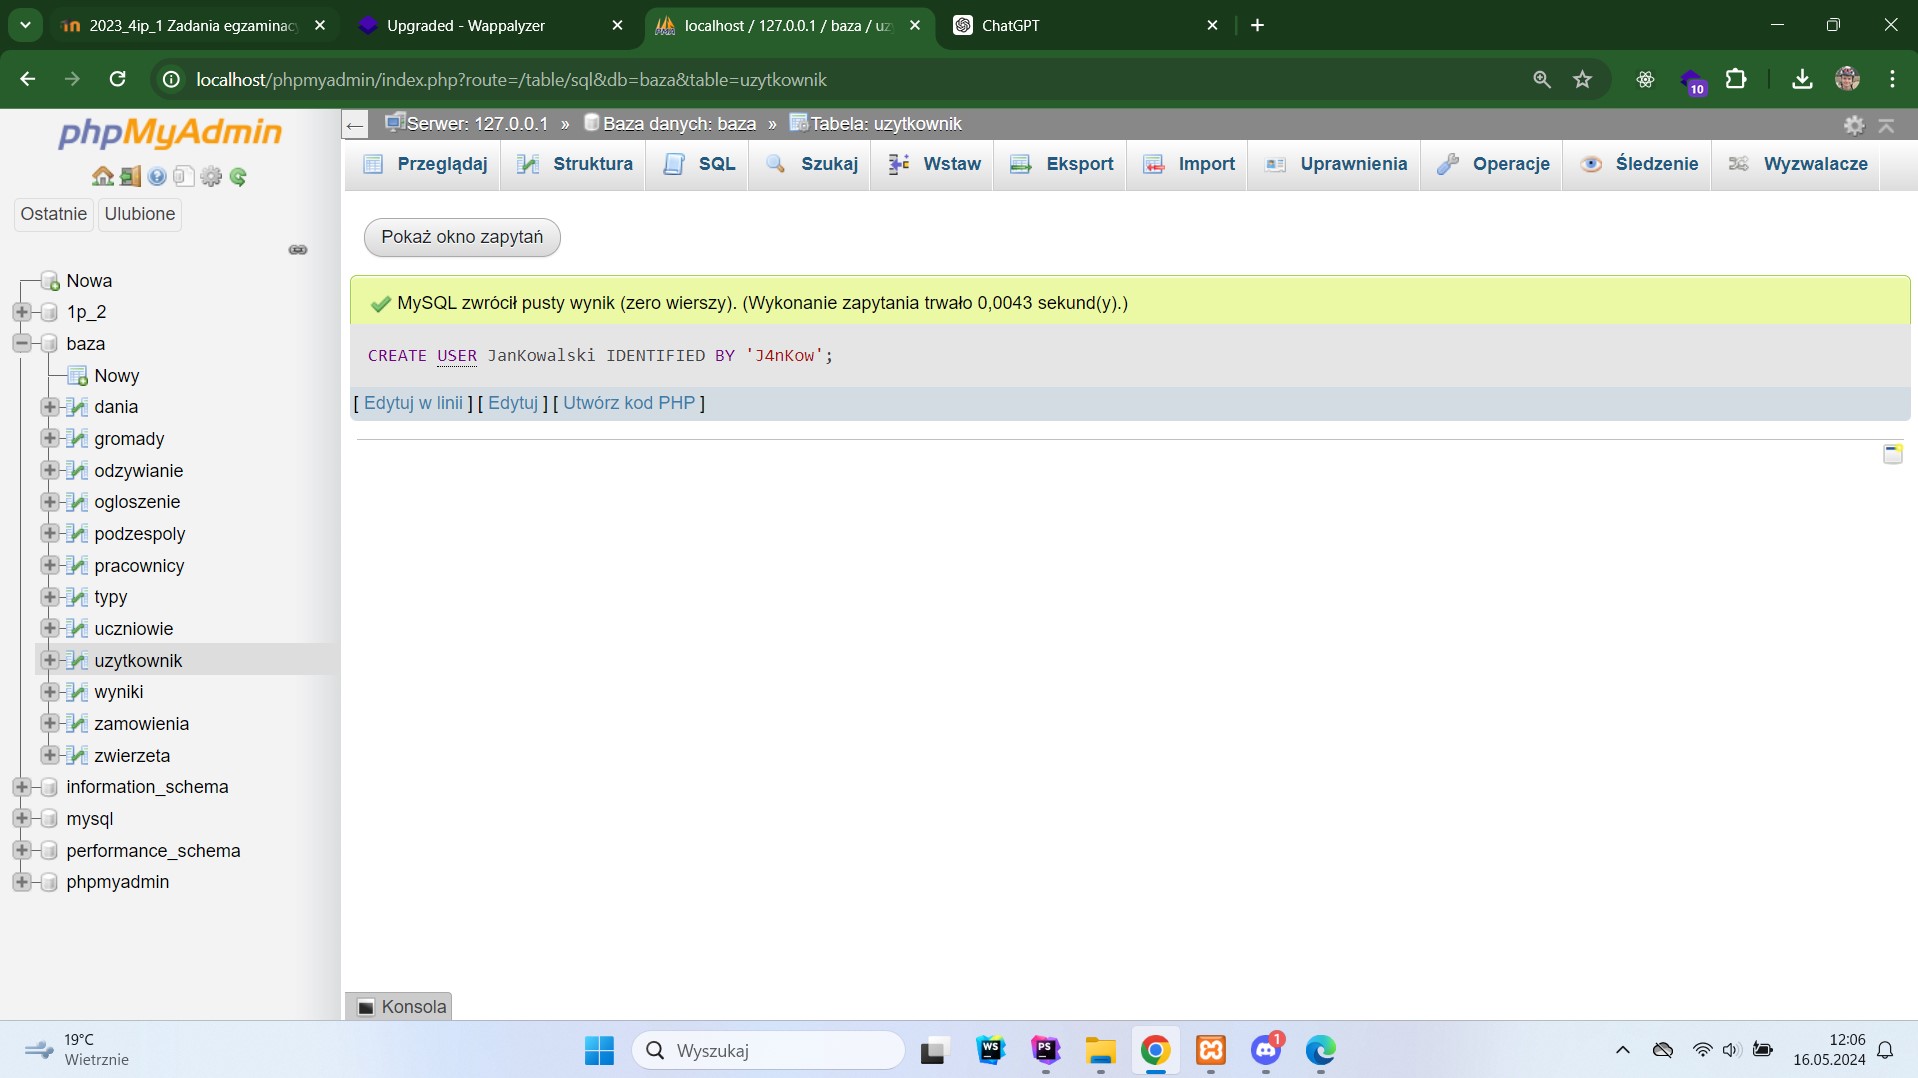 2023_4ip_1 Zadania egzaminacy
Upgraded - Wappalyzer
localhost / 127.0.0.1 / baza / uz
ChatGPT
localhost/phpmyadmin/index.php?route=/table/sql&db=baza&table=uzytkownik
10
phpMyAdmin
Ostatnie
Ulubione
Nowa
1p_2
baza
Nowy
dania
gromady
odzywianie
ogloszenie
podzespoly
pracownicy
typy
uczniowie
uzytkownik
wyniki
zamowienia
zwierzeta
information_schema
mysql
performance_schema
phpmyadmin
Serwer: 127.0.0.1 » Baza danych: baza » Tabela: uzytkownik
Przeglądaj
Struktura
SQL
Szukaj
Wstaw
Eksport
Import
Uprawnienia
Operacje
Śledzenie
Wyzwalacze
Pokaż okno zapytań
MySQL zwrócił pusty wynik (zero wierszy). (Wykonanie zapytania trwało 0,0043 sekund(y).)
CREATE USER JanKowalski IDENTIFIED BY 'J4nKow';
[ Edytuj w linii ] [ Edytuj ] [ Utwórz kod PHP ]
Konsola
19°C
Wietrznie
Wyszukaj
WS
PS
1
12:06
16.05.2024